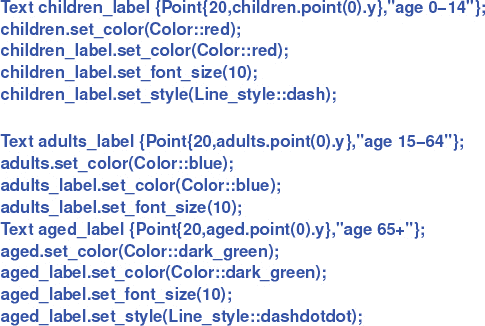 Text children_label {Point{20,children.point(0).y},"age 0–14"};
children.set_color(Color::red);
children_label.set_color(Color::red);
children_label.set_font_size(10);
children_label.set_style(Line_style::dash);
Text adults_label {Point{20,adults.point(0).y},"age 15–64"};
adults.set_color(Color::blue);
adults_label.set_color(Color::blue);
adults_label.set_font_size(10);
Text aged_label {Point{20,aged.point(0).y},"age 65+"};
aged.set_color(Color::dark_green);
aged_label.set_color(Color::dark_green);
aged_label.set_font_size(10);
aged_label.set_style(Line_style::dashdotdot);